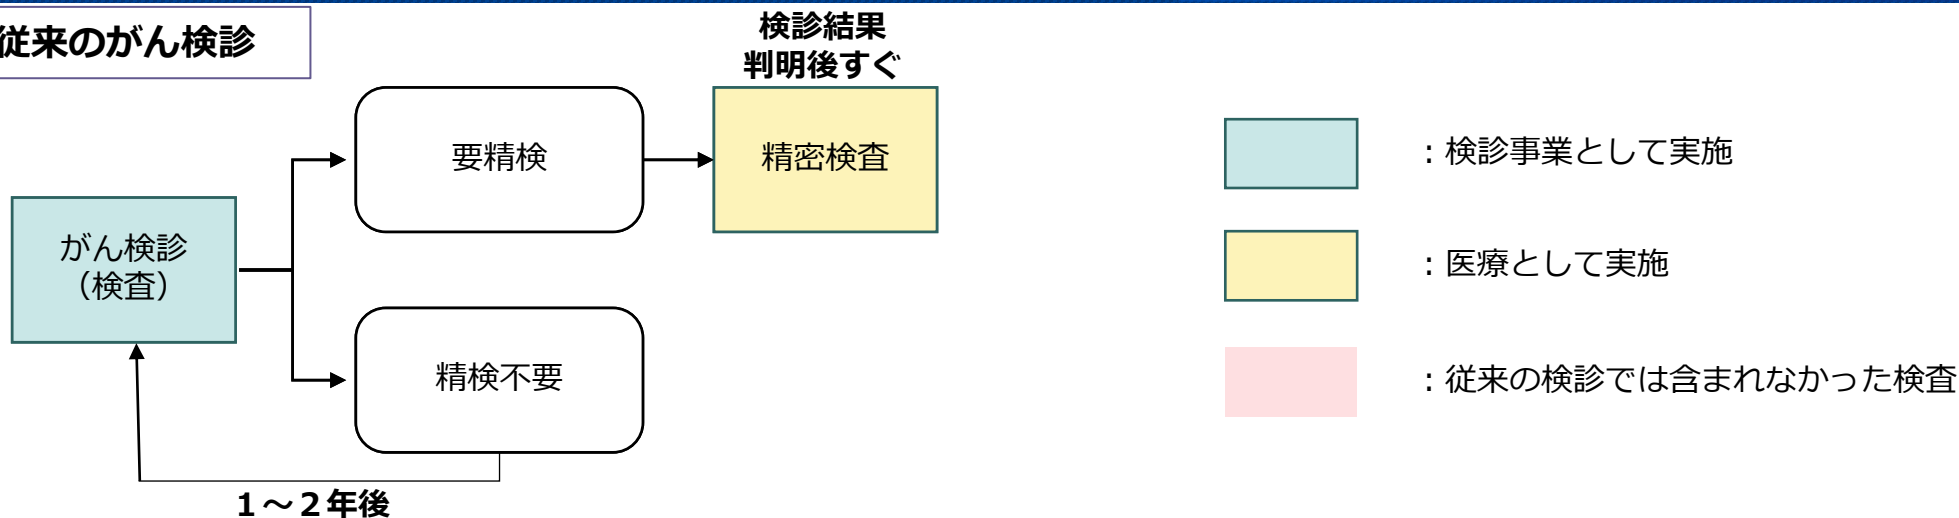 従来のがん検診
検診結果
判明後すぐ
要精検
精密検査
がん検診
（検査）
精検不要
１～２年後
：検診事業として実施
：医療として実施
：従来の検診では含まれなかった検査